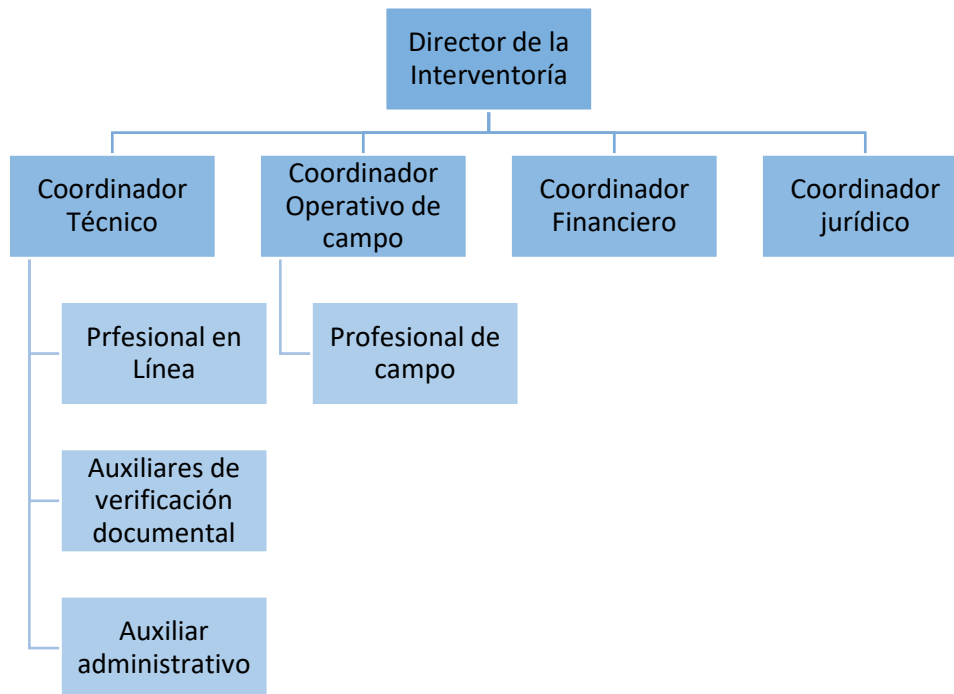 Director de la
Interventoría
Coordinador
Técnico
Coordinador
Operativo de
campo
Coordinador
Financiero
Coordinador
jurídico
Prfesional en
Línea
Profesional de
campo
Auxiliares de
verificación
documental
Auxiliar
administrativo